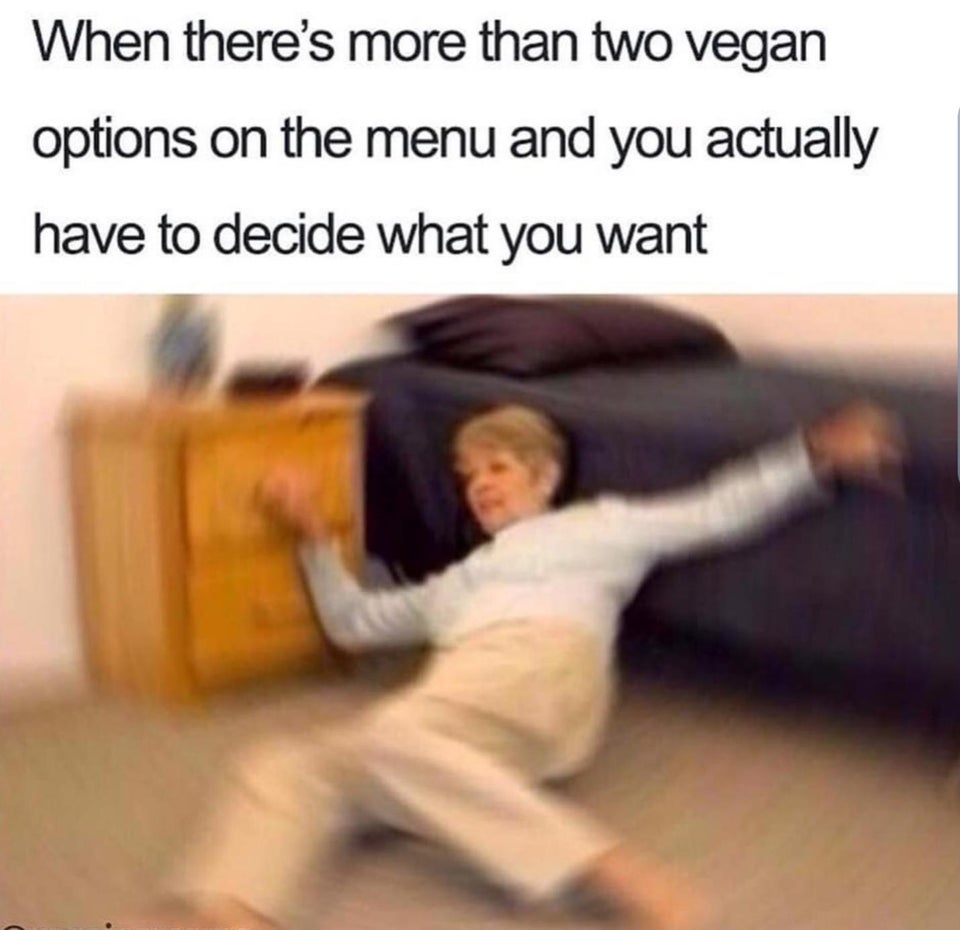 When there’s more than two vegan
options on the menu and you actually
have to decide what you want